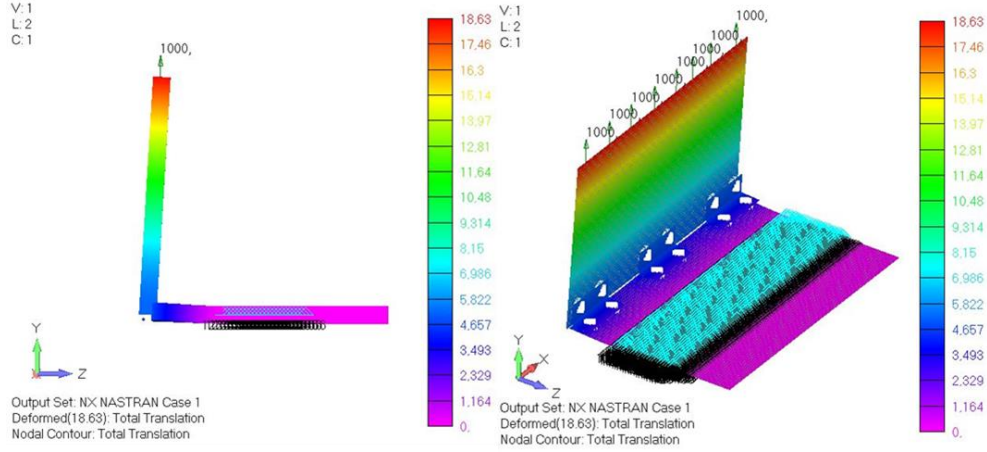 V: 1
L: 2
C: 1
1000,
18.63
17.46
16.3
15.14
13.97
12.81
11.64
10.48
9.314
8.15
6.986
5.822
4.657
3.493
2.329
1.164
0.
Y
X
Z
Output Set: NX NASTRAN Case 1
Deformed(18.63): Total Translation
Nodal Contour: Total Translation
V: 1
L: 2
C: 1
1000,
1000,
1000
1000
1000
1000
1000
1000
1000
18.63
17.46
16.3
15.14
13.97
12.81
11.64
10.48
9.314
8.15
6.986
5.822
4.657
3.493
2.329
1.164
0.
Y
X
Z
Output Set: NX NASTRAN Case 1
Deformed(18.63): Total Translation
Nodal Contour: Total Translation